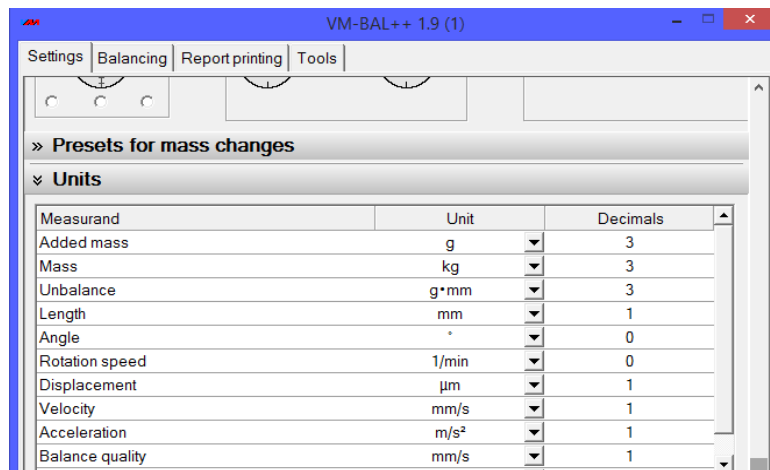 VM-BAL++ 1.9 (1)
Settings Balancing Report printing Tools
» Presets for mass changes
Units
Measurand Unit Decimals
Added mass g 3
Mass kg 3
Unbalance g•mm 3
Length mm 1
Angle ° 0
Rotation speed 1/min 0
Displacement µm 1
Velocity mm/s 1
Acceleration m/s² 1
Balance quality mm/s 1